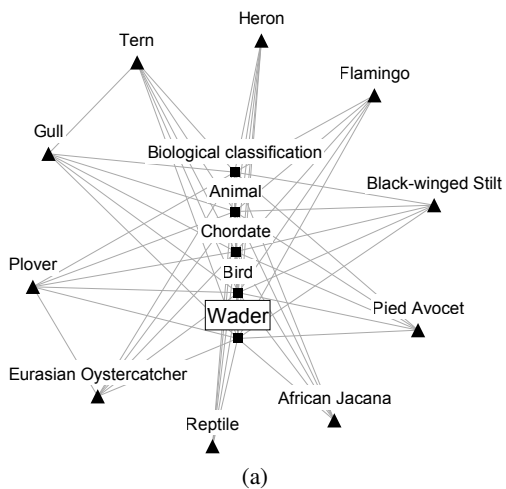 Heron
Tern
Flamingo
Gull
Biological classification
Animal
Black-winged Stilt
Chordate
Plover
Bird
Wader
Pied Avocet
Eurasian Oystercatcher
African Jacana
Reptile
(a)